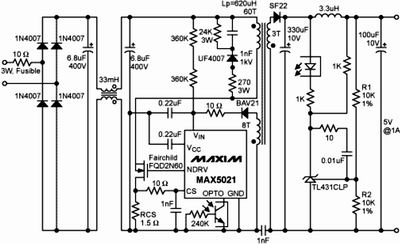 Lp=620uH
60T
SF22
3.3uH
1N4007
1N4007
24K
3W
3T
330uF
10V
100uF
10V
10
3W, Fusible
6.8uF
400V
6.8uF
400V
360K
UF4007
1nF
1kV
33mH
360K
270
3W
1K
1K
R1
10K
1%
1N4007
1N4007
BAV21
0.22uF
10 Ω
8T
5V
@1A
0.22uF
VIN
VCC
10
Fairchild
FQD2N60
NDRV
MAXIM
MAX5021
0.01uF
10 Ω
CS
OPTO
GND
TL431CLP
R2
10K
1%
RCS
1.5 Ω
1nF
240K
1nF